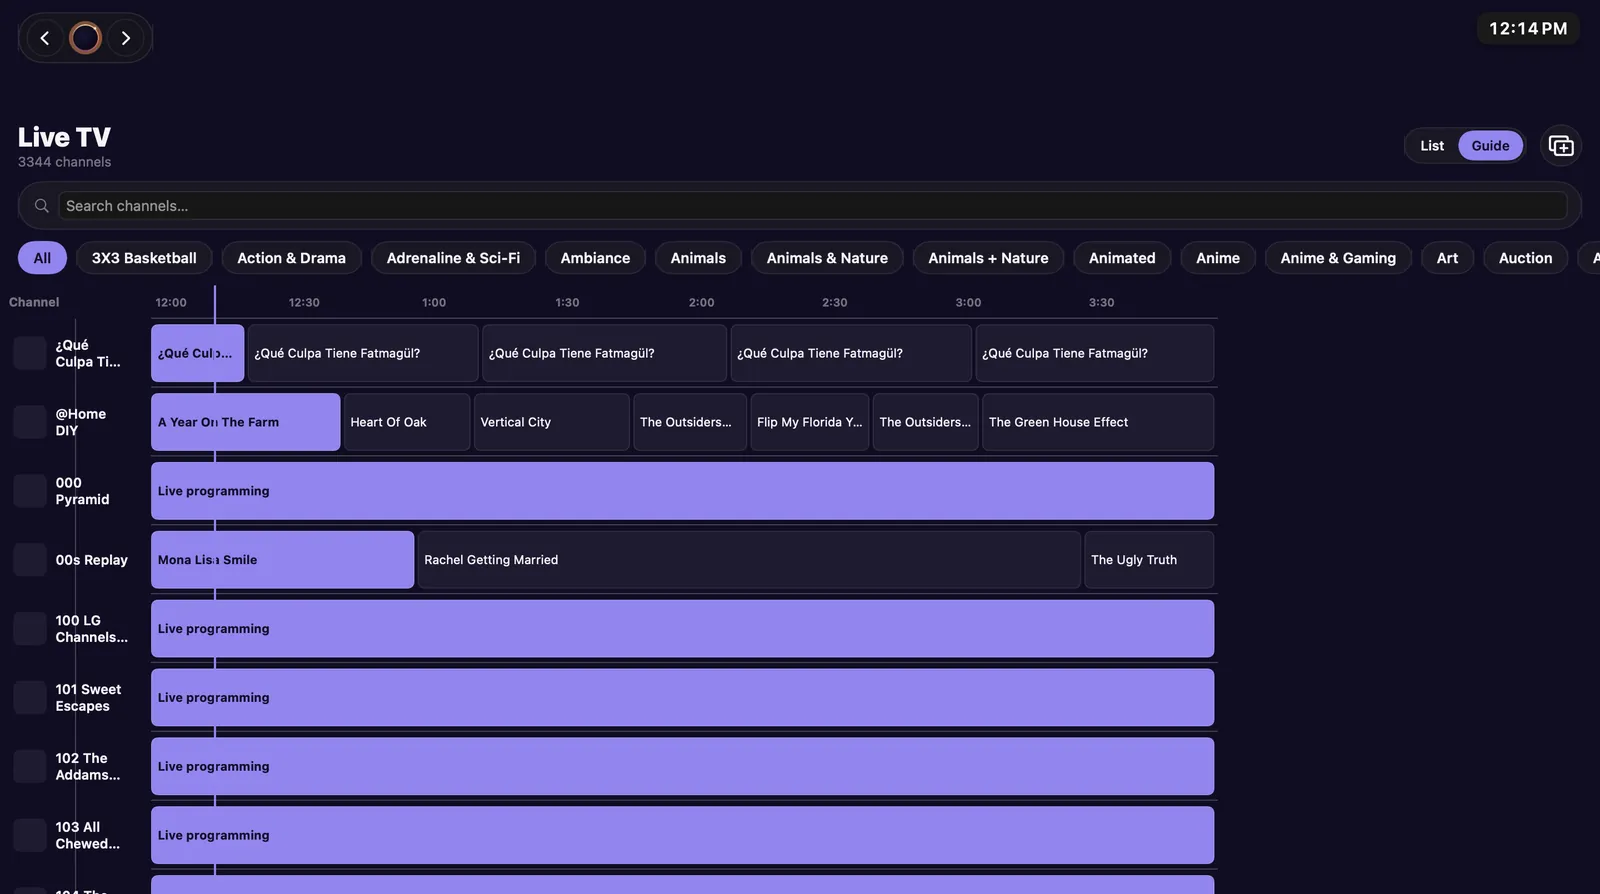 12:14 PM
Live TV
3344 channels
List
Guide
Search channels...
All
3X3 Basketball
Action & Drama
Adrenaline & Sci-Fi
Ambiance
Animals
Animals & Nature
Animals + Nature
Animated
Anime
Anime & Gaming
Art
Auction
Channel
12:00
12:30
1:00
1:30
2:00
2:30
3:00
3:30
¿Qué
Culpa Ti...
¿Qué Culp...
¿Qué Culpa Tiene Fatmagül?
¿Qué Culpa Tiene Fatmagül?
¿Qué Culpa Tiene Fatmagül?
¿Qué Culpa Tiene Fatmagül?
@Home
DIY
A Year On The Farm
Heart Of Oak
Vertical City
The Outsiders...
Flip My Florida Y...
The Outsiders...
The Green House Effect
000
Pyramid
Live programming
00s Replay
Mona Lisa Smile
Rachel Getting Married
The Ugly Truth
100 LG
Channels...
Live programming
101 Sweet
Escapes
Live programming
102 The
Addams...
Live programming
103 All
Chewed...
Live programming
104 The